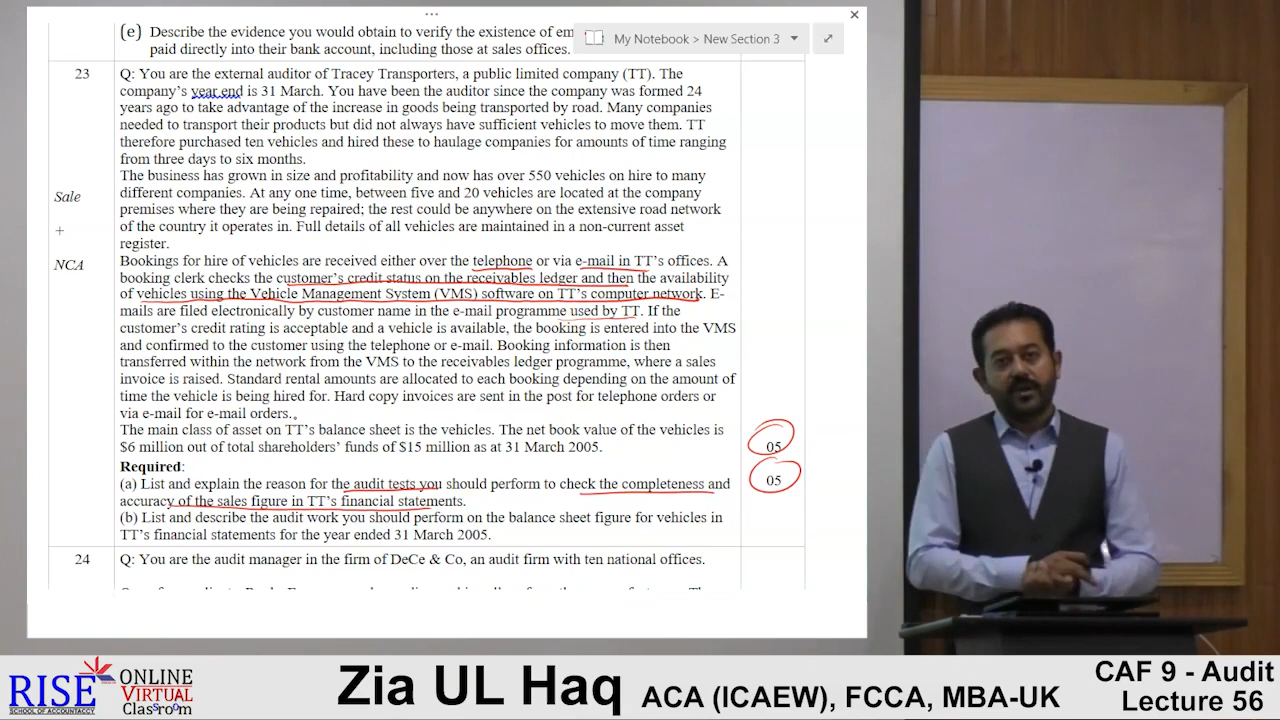 (e) Describe the evidence you would obtain to verify the existence of em
paid directly into their bank account, including those at sales offices.
My Notebook > New Section 3
23
Q: You are the external auditor of Tracey Transporters, a public limited company (TT). The
company's year end is 31 March. You have been the auditor since the company was formed 24
years ago to take advantage of the increase in goods being transported by road. Many companies
needed to transport their products but did not always have sufficient vehicles to move them. TT
therefore purchased ten vehicles and hired these to haulage companies for amounts of time ranging
from three days to six months.
The business has grown in size and profitability and now has over 550 vehicles on hire to many
different companies. At any one time, between five and 20 vehicles are located at the company
premises where they are being repaired; the rest could be anywhere on the extensive road network
of the country it operates in. Full details of all vehicles are maintained in a non-current asset
register.
Sale
+
NCA
Bookings for hire of vehicles are received either over the telephone or via e-mail in TT's offices. A
booking clerk checks the customer's credit status on the receivables ledger and then the availability
of vehicles using the Vehicle Management System (VMS) software on TT's computer network. E-
mails are filed electronically by customer name in the e-mail programme used by TT. If the
customer's credit rating is acceptable and a vehicle is available, the booking is entered into the VMS
and confirmed to the customer using the telephone or e-mail. Booking information is then
transferred within the network from the VMS to the receivables ledger programme, where a sales
invoice is raised. Standard rental amounts are allocated to each booking depending on the amount of
time the vehicle is being hired for. Hard copy invoices are sent in the post for telephone orders or
via e-mail for e-mail orders.
The main class of asset on TT's balance sheet is the vehicles. The net book value of the vehicles is
$6 million out of total shareholders' funds of $15 million as at 31 March 2005.
05
Required:
(a) List and explain the reason for the audit tests you should perform to check the completeness and
05
accuracy of the sales figure in TT's financial statements.
(b) List and describe the audit work you should perform on the balance sheet figure for vehicles in
TT's financial statements for the year ended 31 March 2005.
24
Q: You are the audit manager in the firm of DeCe & Co, an audit firm with ten national offices.
RISE
SCHOOL OF ACCOUNTANCY
ONLINE
VIRTUAL
Classroom
Zia UL Haq
ACA (ICAEW), FCCA, MBA-UK
CAF 9 - Audit
Lecture 56